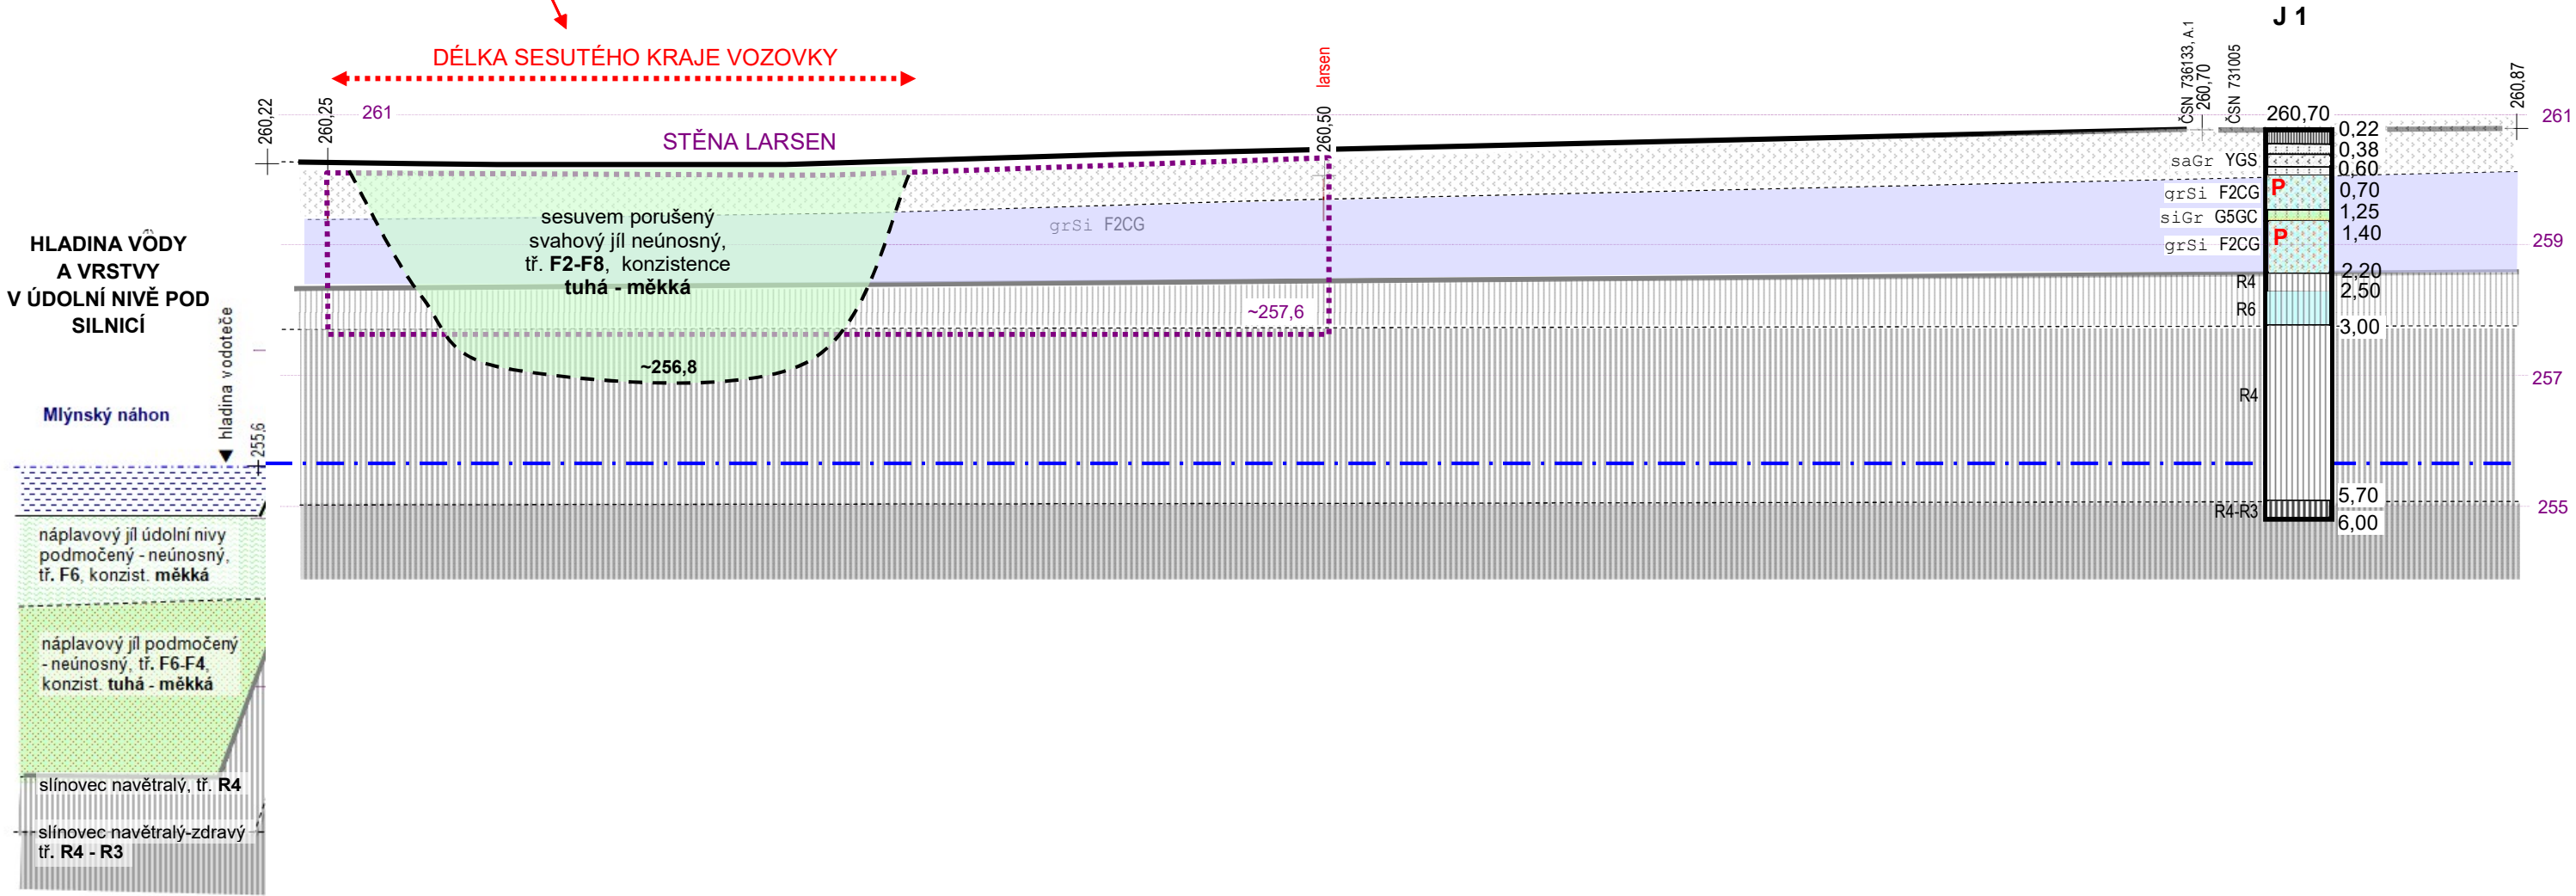 J 1
DÉLKA SESUTÉHO KRAJE VOZOVKY
larsen
ČSN 736133, A.1
260,70
ČSN 731005
260,87
260,22
260,25
261
260,50
260,70
261
STĚNA LARSEN
0,22
0,38
0,60
0,70
1,25
1,40
2,20
2,50
3,00
5,70
6,00
saGr YGS
grSi F2CG
siGr G5GC
grSi F2CG
R4
R6
R4
R4-R3
P
P
259
257
255
sesuvem porušený
svahový jíl neúnosný,
tř. F2-F8, konzistence
tuhá - měkká
grSi F2CG
~257,6
~256,8
HLADINA VODY
A VRSTVY
V ÚDOLNÍ NIVĚ POD
SILNICÍ
hladina vodoteče
255,6
Mlýnský náhon
náplavový jíl údolní nivy
podmočený - neúnosný,
tř. F6, konzist. měkká
náplavový jíl podmočený
- neúnosný, tř. F6-F4,
konzist. tuhá - měkká
slínovec navětralý, tř. R4
slínovec navětralý-zdravý
tř. R4 - R3